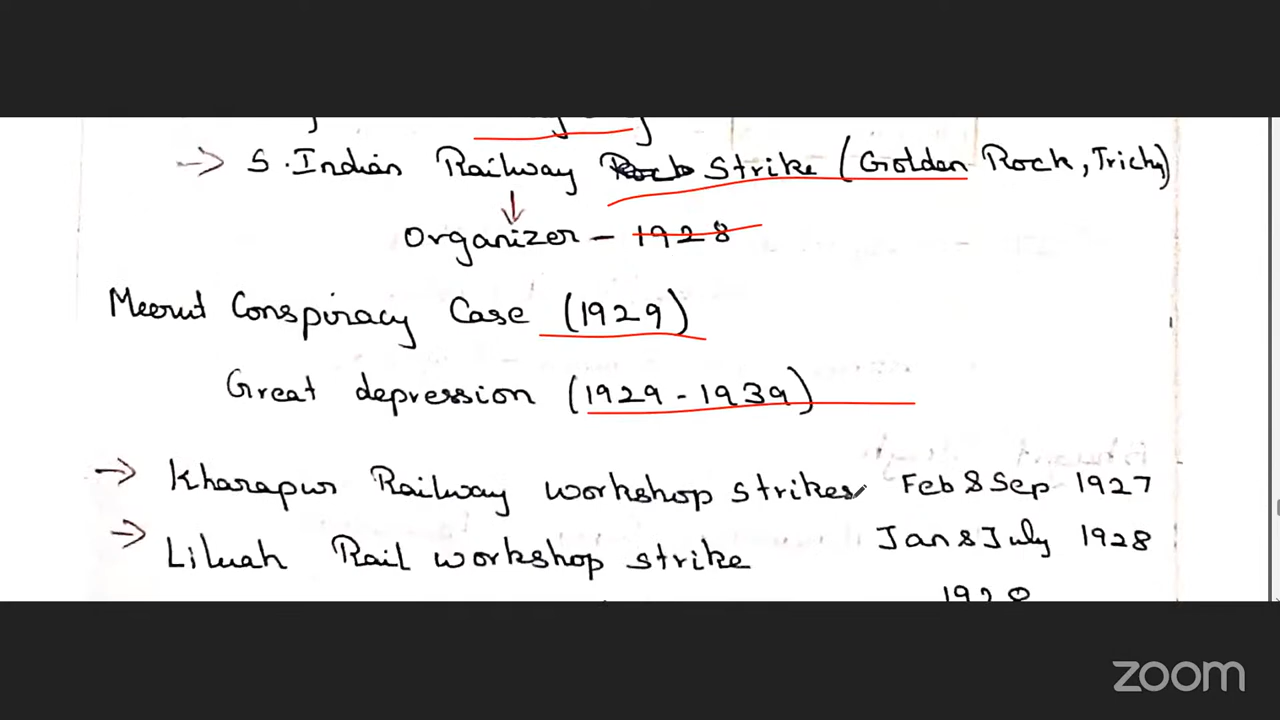 → S. Indian Railway Strike (Golden Rock, Trichy)
Organizer - 1928
Meerut Conspiracy Case (1929)
Great depression (1929 - 1939)
→ Kharapur Railway workshop strikes Feb & Sep 1927
→ Liluah Rail workshop strike Jan & July 1928
zoom